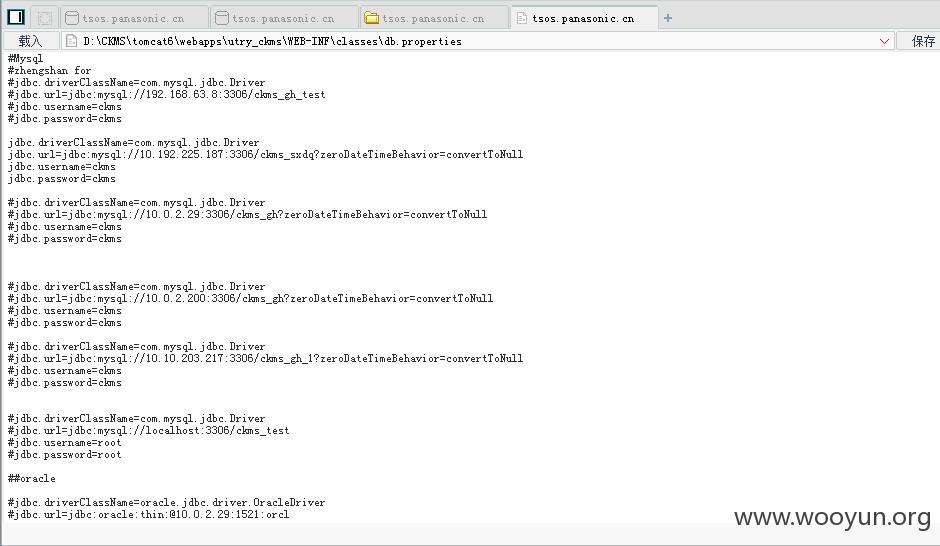 tsos.panasonic.cn
tsos.panasonic.cn
tsos.panasonic.cn
tsos.panasonic.cn
载入
D:\CKMS\tomcat6\webapps\utry_ckms\WEB-INF\classes\db.properties
保存
#Mysql
#zhengshan for
#jdbc.driverClassName=com.mysql.jdbc.Driver
#jdbc.url=jdbc:mysql://192.168.63.8:3306/ckms_gh_test
#jdbc.username=ckms
#jdbc.password=ckms
jdbc.driverClassName=com.mysql.jdbc.Driver
jdbc.url=jdbc:mysql://10.192.225.187:3306/ckms_sxdq?zeroDateTimeBehavior=convertToNull
jdbc.username=ckms
jdbc.password=ckms
#jdbc.driverClassName=com.mysql.jdbc.Driver
#jdbc.url=jdbc:mysql://10.0.2.29:3306/ckms_gh?zeroDateTimeBehavior=convertToNull
#jdbc.username=ckms
#jdbc.password=ckms
#jdbc.driverClassName=com.mysql.jdbc.Driver
#jdbc.url=jdbc:mysql://10.0.2.200:3306/ckms_gh?zeroDateTimeBehavior=convertToNull
#jdbc.username=ckms
#jdbc.password=ckms
#jdbc.driverClassName=com.mysql.jdbc.Driver
#jdbc.url=jdbc:mysql://10.10.203.217:3306/ckms_gh_1?zeroDateTimeBehavior=convertToNull
#jdbc.username=ckms
#jdbc.password=ckms
#jdbc.driverClassName=com.mysql.jdbc.Driver
#jdbc.url=jdbc:mysql://localhost:3306/ckms_test
#jdbc.username=root
#jdbc.password=root
##oracle
#jdbc.driverClassName=oracle.jdbc.driver.OracleDriver
#jdbc.url=jdbc:oracle:thin:@10.0.2.29:1521:orcl
www.wooyun.org